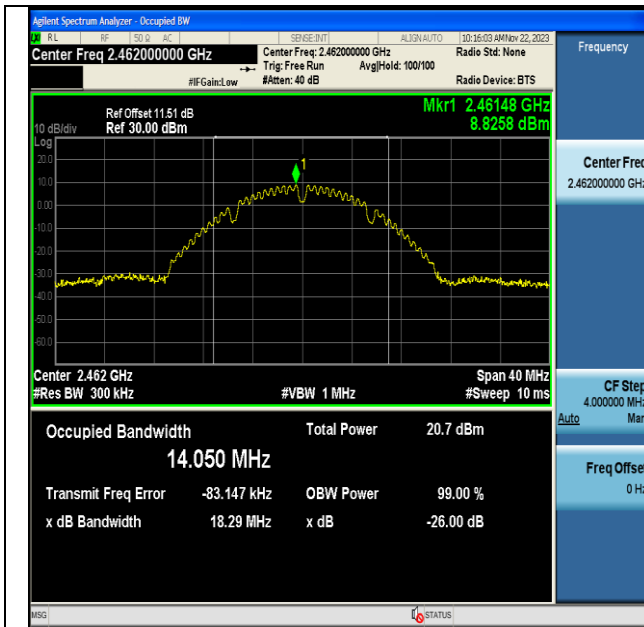 Agilent Spectrum Analyzer - Occupied BW
RL RF 50 Ω AC SENSE:INT ALIGN AUTO 10:16:03 AM Nov 22, 2023
Center Freq 2.462000000 GHz
Center Freq: 2.462000000 GHz
Radio Std: None
Trig: Free Run Avg|Hold: 100/100
#IFGain:Low #Atten: 40 dB Radio Device: BTS
Frequency
Mkr1 2.46148 GHz
8.8258 dBm
Ref Offset 11.51 dB
10 dB/div Ref 30.00 dBm
Log
20.0
10.0
0.00
-10.0
-20.0
-30.0
-40.0
-50.0
-60.0
1
Center 2.462 GHz Span 40 MHz
#Res BW 300 kHz #VBW 1 MHz #Sweep 10 ms
Occupied Bandwidth Total Power 20.7 dBm
14.050 MHz
Transmit Freq Error -83.147 kHz OBW Power 99.00 %
x dB Bandwidth 18.29 MHz x dB -26.00 dB
Center Freq
2.462000000 GHz
CF Step
4.000000 MHz
Auto Man
Freq Offset
0 Hz
MSG STATUS